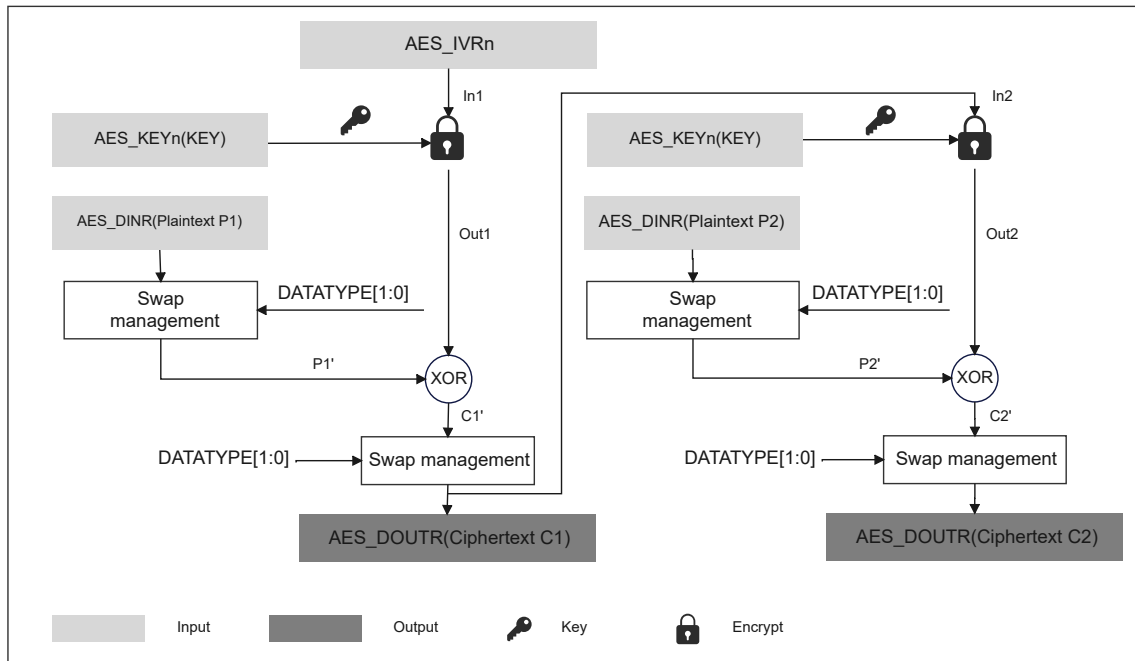 AES_IVRn
In1
AES_KEYn(KEY)
AES_DINR(Plaintext P1)
Out1
Swap
management
DATATYPE[1:0]
P1'
XOR
C1'
DATATYPE[1:0]
Swap management
AES_DOUTR(Ciphertext C1)
In2
AES_KEYn(KEY)
AES_DINR(Plaintext P2)
Out2
Swap
management
DATATYPE[1:0]
P2'
XOR
C2'
DATATYPE[1:0]
Swap management
AES_DOUTR(Ciphertext C2)
Input
Output
Key
Encrypt